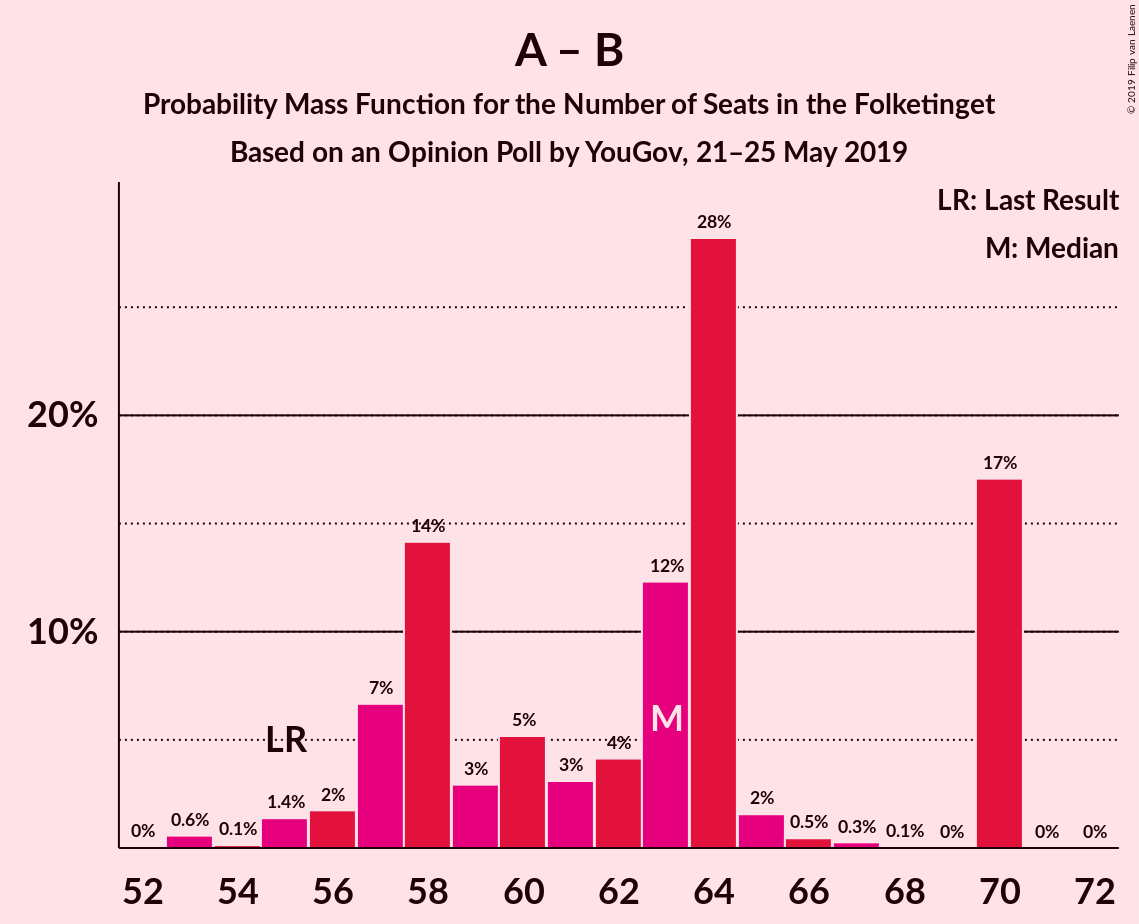 A – B
Probability Mass Function for the Number of Seats in the Folketinget
Based on an Opinion Poll by YouGov, 21–25 May 2019
© 2019 Filip van Laenen
LR: Last Result
M: Median
20%
10%
0%
0.6%
0.1%
1.4%
LR
2%
7%
14%
3%
5%
3%
4%
12%
M
28%
2%
0.5%
0.3%
0.1%
0%
17%
0%
0%
52 54 56 58 60 62 64 66 68 70 72